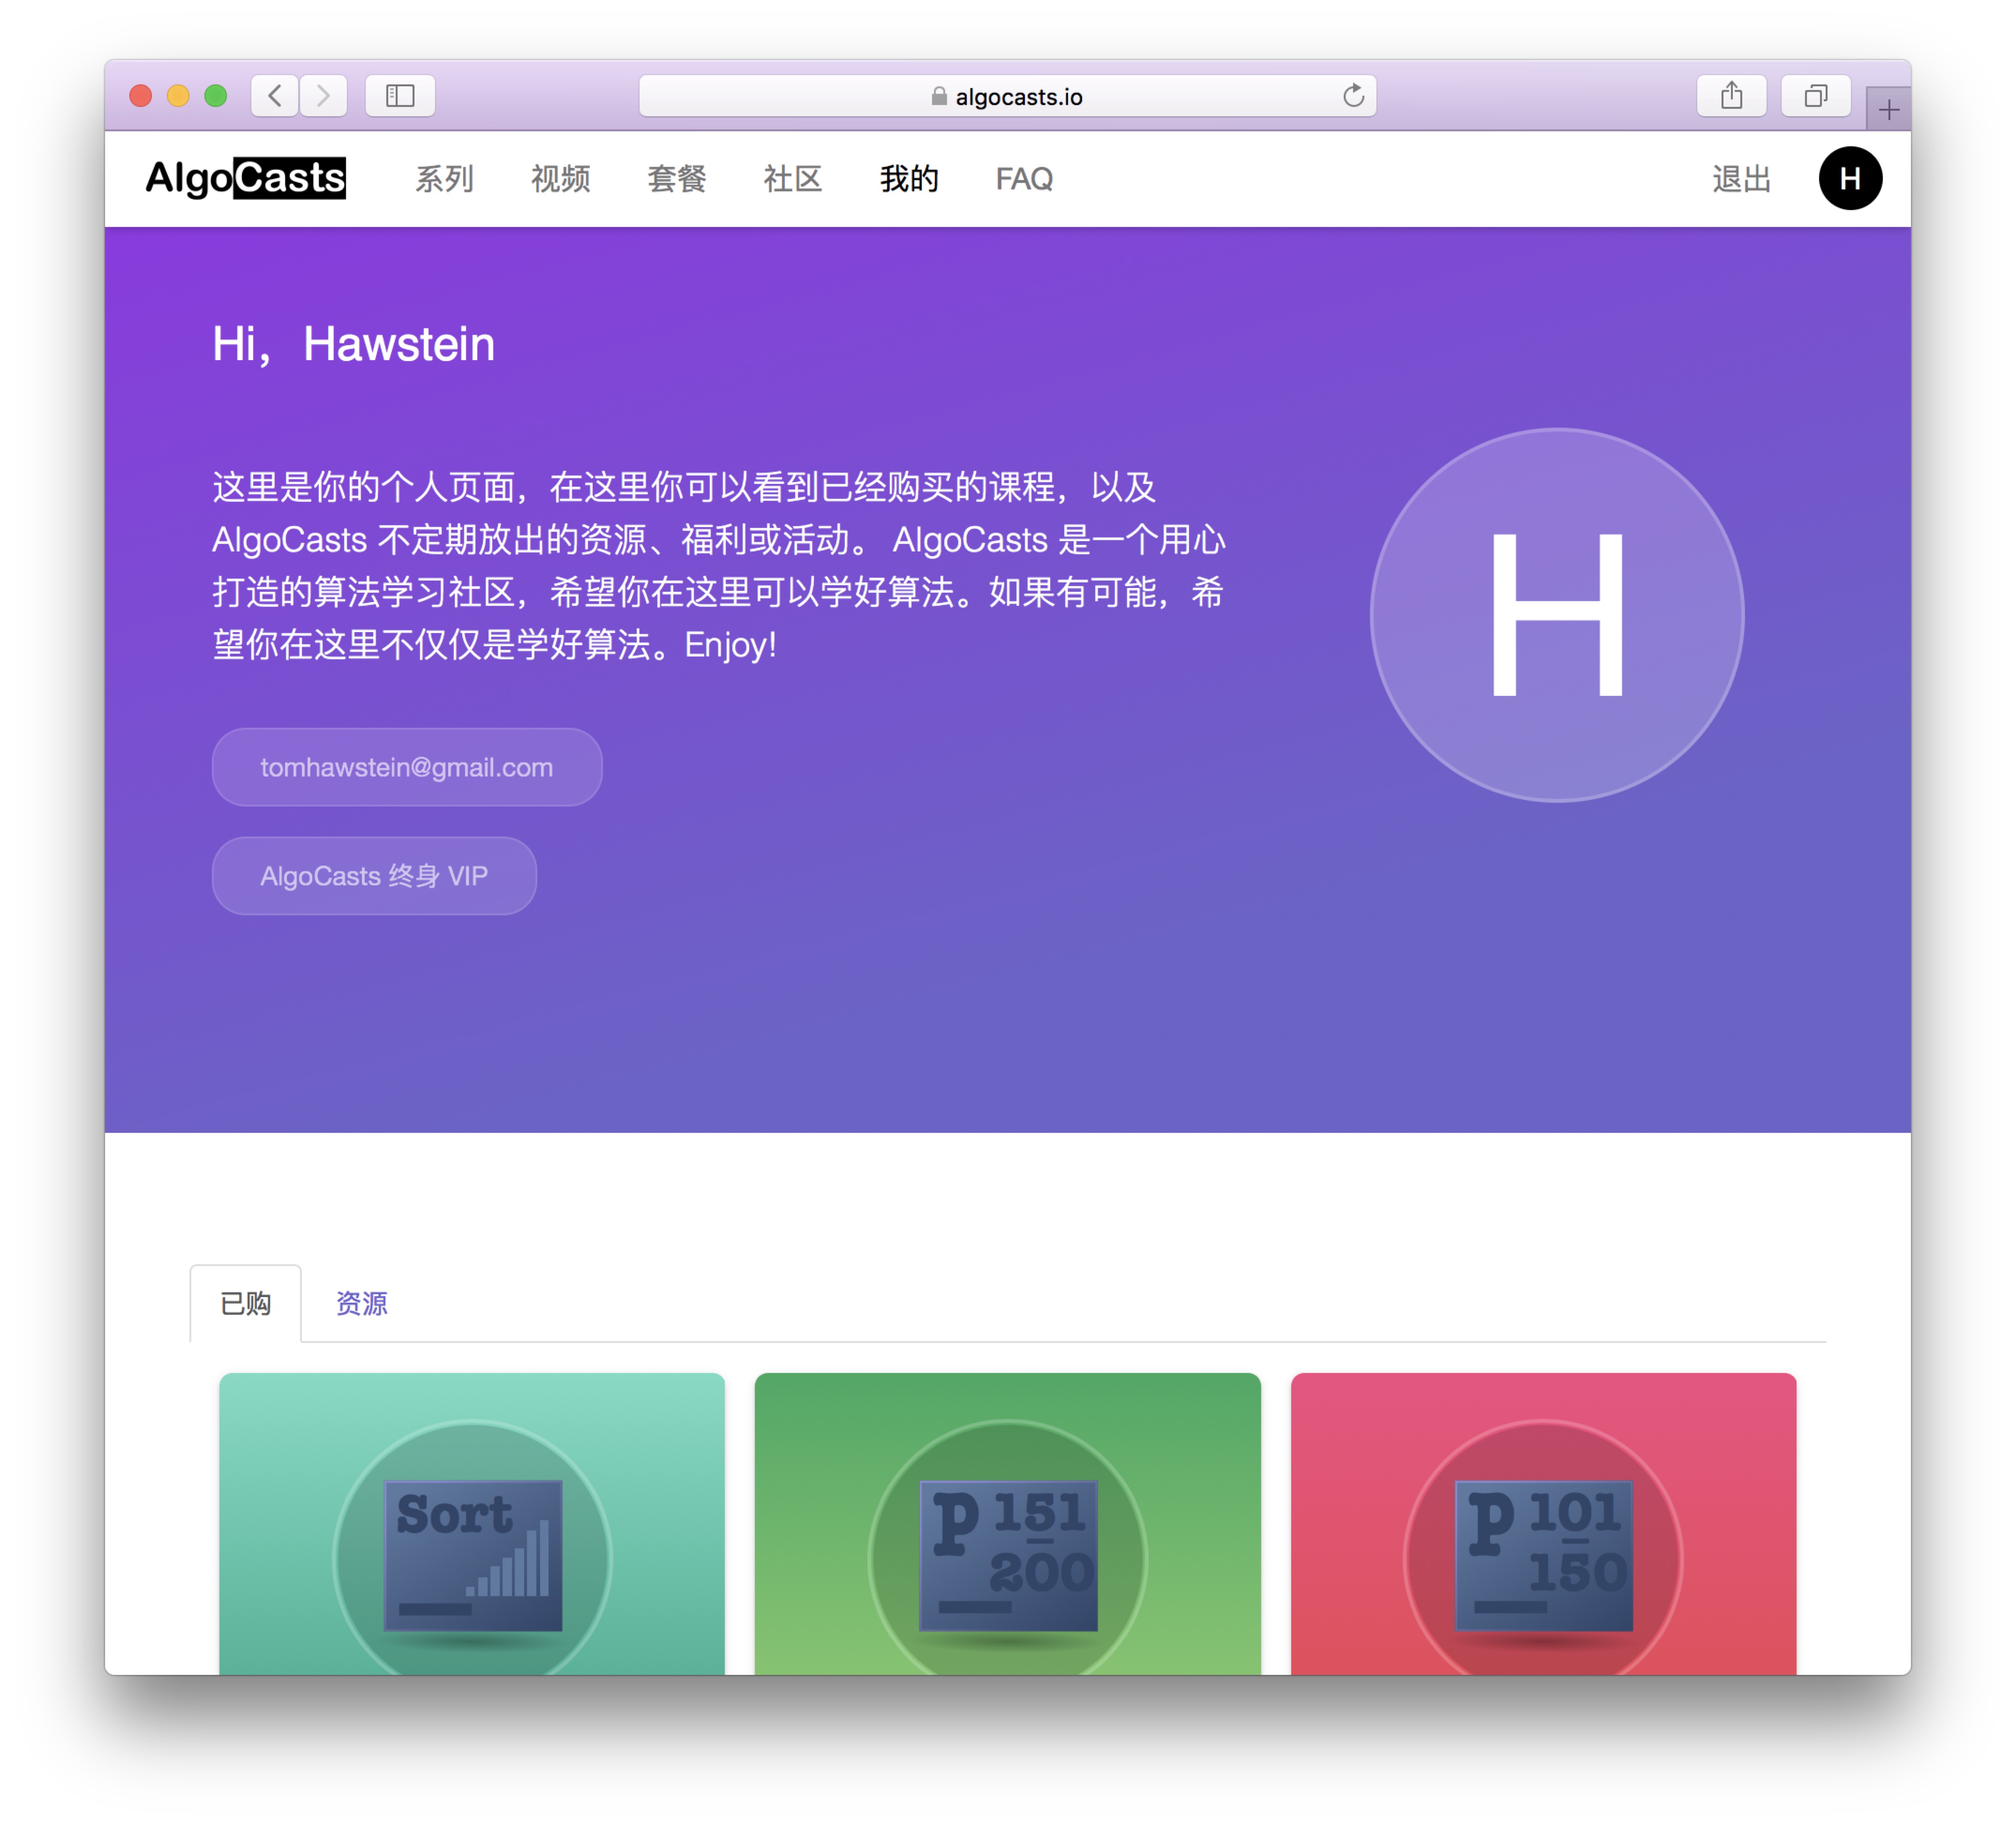 algocasts.io
AlgoCasts 系列 视频 套餐 社区 我的 FAQ 退出 H
Hi，Hawstein
这里是你的个人页面，在这里你可以看到已经购买的课程，以及
AlgoCasts 不定期放出的资源、福利或活动。 AlgoCasts 是一个用心
打造的算法学习社区，希望你在这里可以学好算法。如果有可能，希
望你在这里不仅仅是学好算法。Enjoy!
H
tomhawstein@gmail.com
AlgoCasts 终身 VIP
已购 资源
Sort
p 151
200
p 101
150